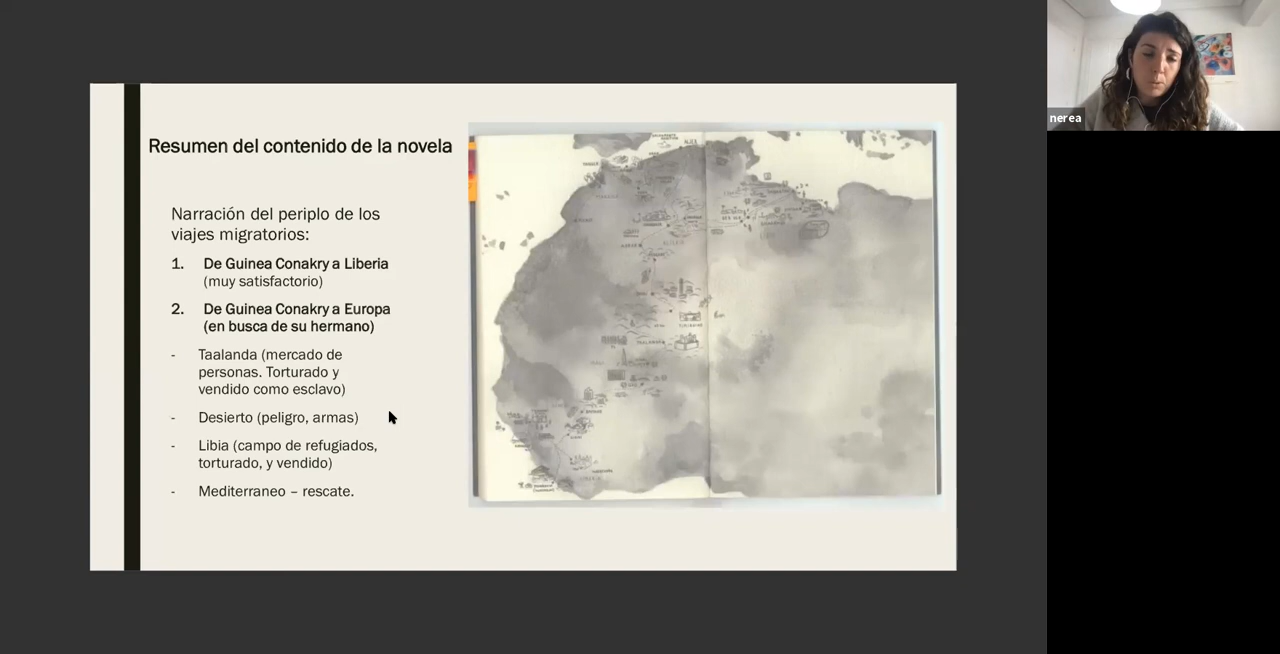 Resumen del contenido de la novela
Narración del periplo de los
viajes migratorios:
1. De Guinea Conakry a Liberia
(muy satisfactorio)
2. De Guinea Conakry a Europa
(en busca de su hermano)
- Taalanda (mercado de
personas. Torturado y
vendido como esclavo)
- Desierto (peligro, armas)
- Libia (campo de refugiados,
torturado, y vendido)
- Mediterraneo – rescate.
nerea